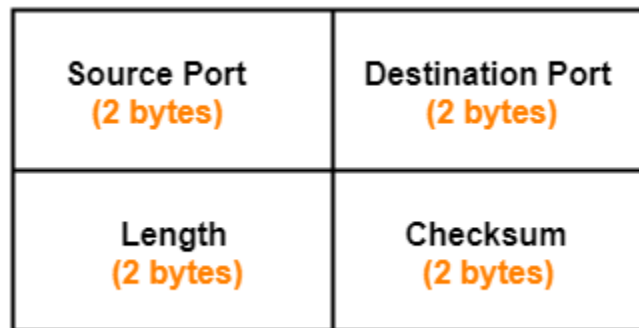 Source Port
(2 bytes)
Destination Port
(2 bytes)
Length
(2 bytes)
Checksum
(2 bytes)